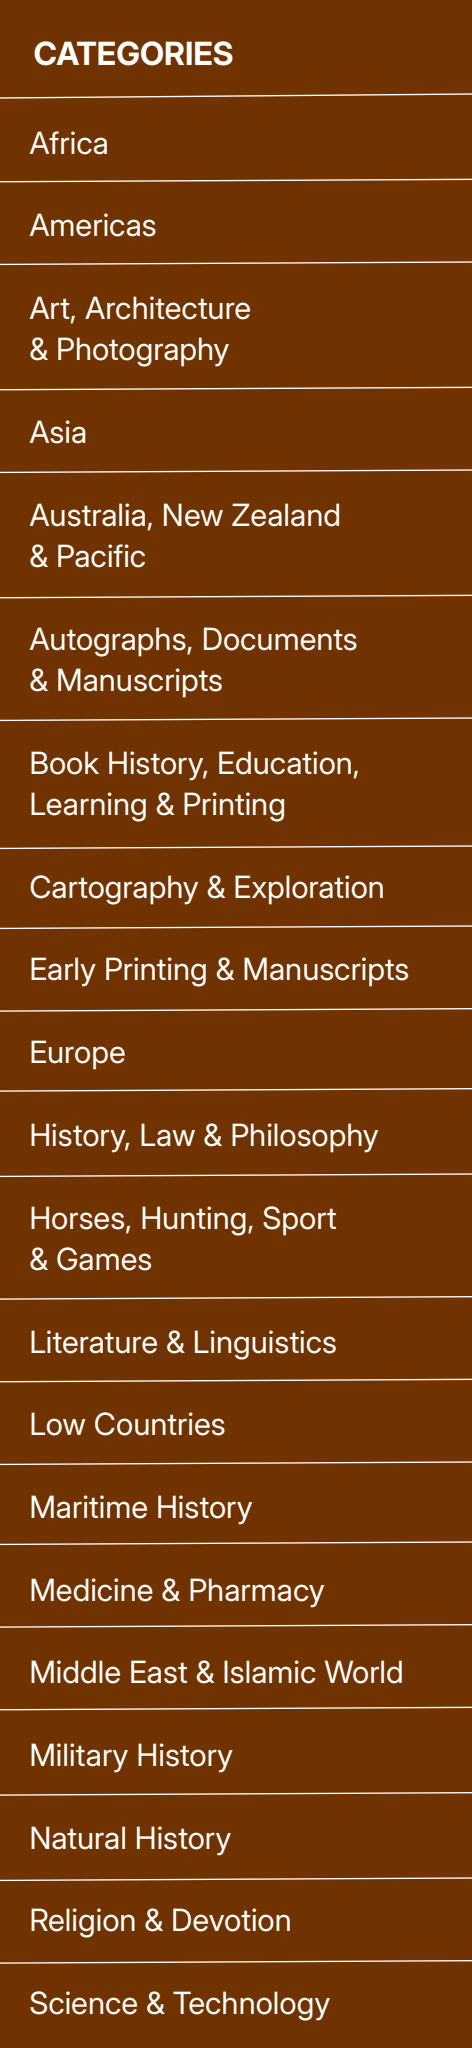 CATEGORIES
Africa
Americas
Art, Architecture
& Photography
Asia
Australia, New Zealand
& Pacific
Autographs, Documents
& Manuscripts
Book History, Education,
Learning & Printing
Cartography & Exploration
Early Printing & Manuscripts
Europe
History, Law & Philosophy
Horses, Hunting, Sport
& Games
Literature & Linguistics
Low Countries
Maritime History
Medicine & Pharmacy
Middle East & Islamic World
Military History
Natural History
Religion & Devotion
Science & Technology